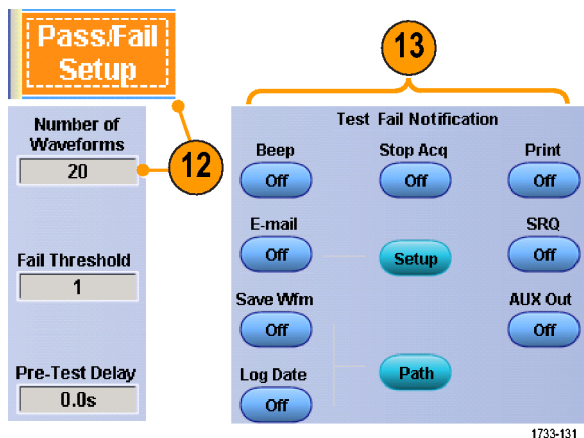 Pass/Fail
Setup
12
Number of
Waveforms
20
Fail Threshold
1
Pre-Test Delay
0.0s
13
Test Fail Notification
Beep
Stop Acq
Print
Off
Off
Off
E-mail
SRQ
Off
Setup
Off
Save Wfm
AUX Out
Off
Off
Log Date
Path
Off
1733-131